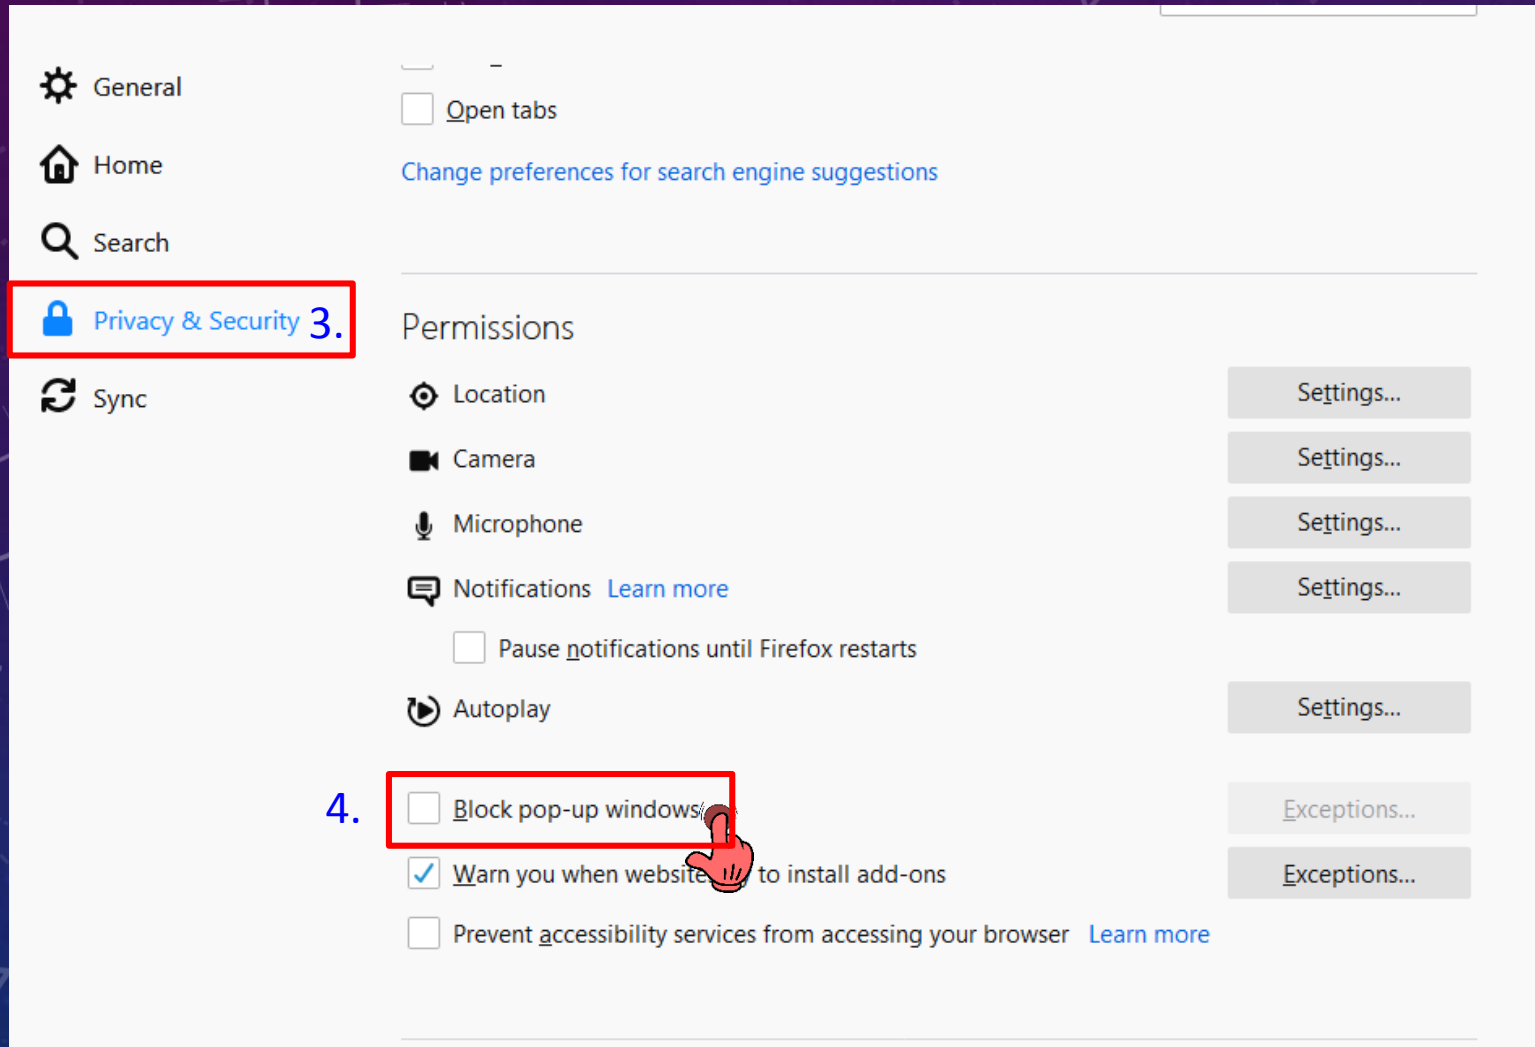 General
Home
Search
Privacy & Security 3.
Sync
Open tabs
Change preferences for search engine suggestions
Permissions
Location Settings...
Camera Settings...
Microphone Settings...
Notifications Learn more Settings...
Pause notifications until Firefox restarts
Autoplay Settings...
4. Block pop-up windows Exceptions...
Warn you when websites to install add-ons Exceptions...
Prevent accessibility services from accessing your browser Learn more